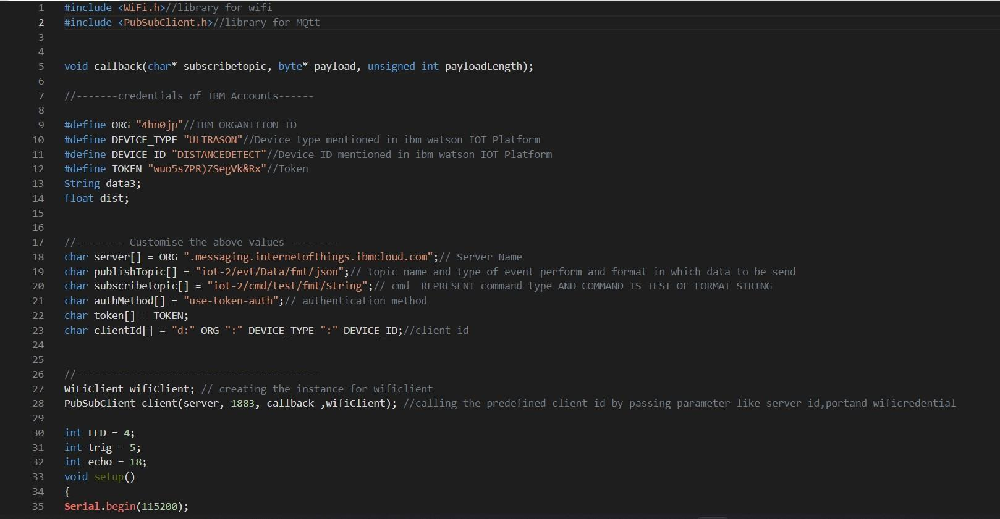 1 #include <WiFi.h>//library for wifi
2 #include <PubSubClient.h>//library for MQtt
3
4
5 void callback(char* subscribetopic, byte* payload, unsigned int payloadLength);
6
7 //-------credentials of IBM Accounts------
8
9 #define ORG "4hn0jp"//IBM ORGANITION ID
10 #define DEVICE_TYPE "ULTRASON"//Device type mentioned in ibm watson IOT Platform
11 #define DEVICE_ID "DISTANCEDETECT"//Device ID mentioned in ibm watson IOT Platform
12 #define TOKEN "wuo5s7PR)ZSegVk&Rx"//Token
13 String data3;
14 float dist;
15
16
17 //-------- Customise the above values --------
18 char server[] = ORG ".messaging.internetofthings.ibmcloud.com";// Server Name
19 char publishTopic[] = "iot-2/evt/Data/fmt/json";// topic name and type of event perform and format in which data to be send
20 char subscribetopic[] = "iot-2/cmd/test/fmt/String";// cmd  REPRESENT command type AND COMMAND IS TEST OF FORMAT STRING
21 char authMethod[] = "use-token-auth";// authentication method
22 char token[] = TOKEN;
23 char clientId[] = "d:" ORG ":" DEVICE_TYPE ":" DEVICE_ID;//client id
24
25
26 //-----------------------------------------
27 WiFiClient wifiClient; // creating the instance for wificlient
28 PubSubClient client(server, 1883, callback ,wifiClient); //calling the predefined client id by passing parameter like server id,portand wificredential
29
30 int LED = 4;
31 int trig = 5;
32 int echo = 18;
33 void setup()
34 {
35 Serial.begin(115200);